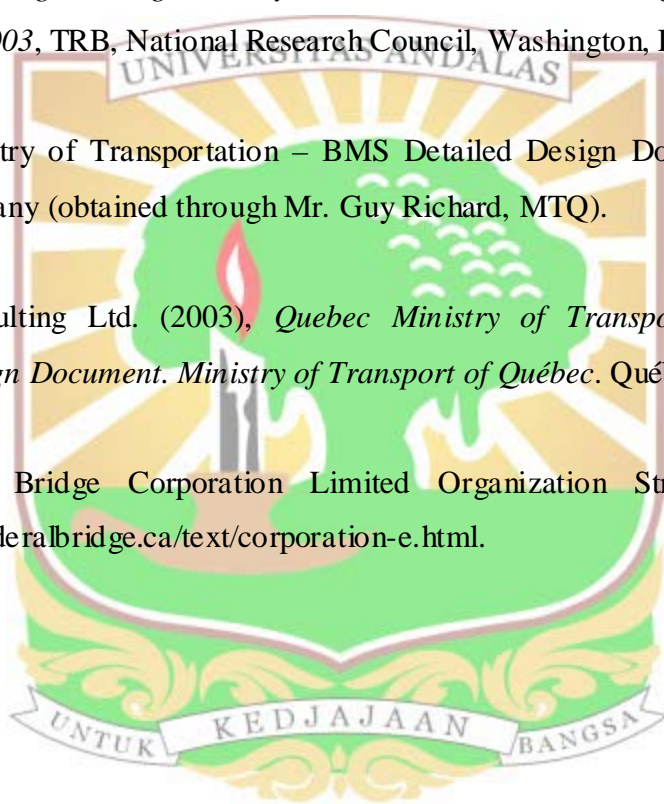 003, TRB, National Research Council, Washington,
UNIVERSITAS ANDALAS
try of Transportation – BMS Detailed Design Do
any (obtained through Mr. Guy Richard, MTQ).
ulting Ltd. (2003), Quebec Ministry of Transpo
gn Document. Ministry of Transport of Québec. Qué
Bridge Corporation Limited Organization Str
deralbridge.ca/text/corporation-e.html.
UNTUK KEDJAJAAN BANGSA